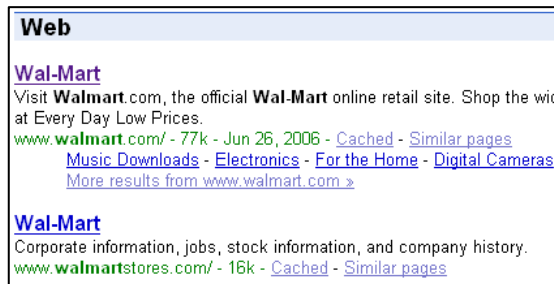 Web
Wal-Mart
Visit Walmart.com, the official Wal-Mart online retail site. Shop the
at Every Day Low Prices.
www.walmart.com/ - 77k - Jun 26, 2006 - Cached - Similar pages
Music Downloads - Electronics - For the Home - Digital Cameras
More results from www.walmart.com »
Wal-Mart
Corporate information, jobs, stock information, and company history.
www.walmartstores.com/ - 16k - Cached - Similar pages